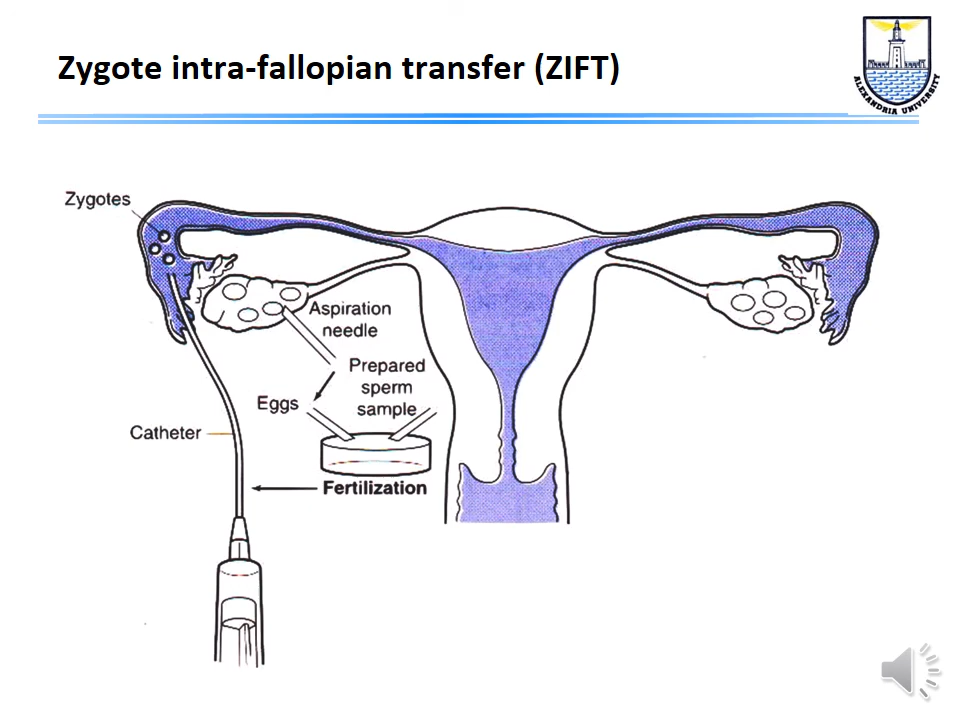 Zygote intra-fallopian transfer (ZIFT)
ALEXANDRIA UNIVERSITY
Zygotes
Aspiration
needle
Prepared
sperm
sample
Eggs
Catheter
Fertilization